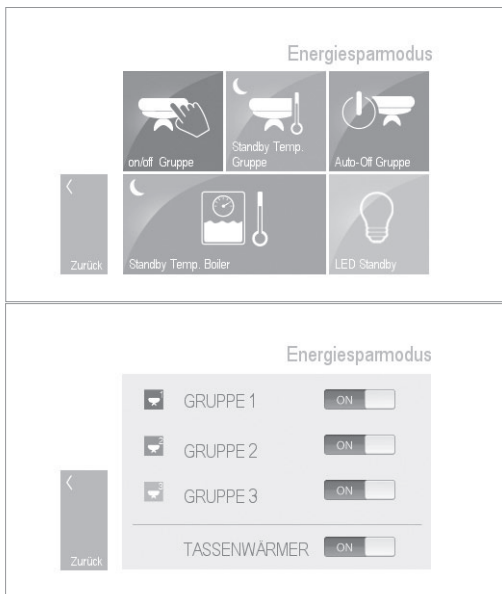 Energiesparmodus
on/off Gruppe
Standby Temp.
Gruppe
Auto-Off Gruppe
Zurück
Standby Temp. Boiler
LED Standby
Energiesparmodus
GRUPPE 1
ON
GRUPPE 2
ON
GRUPPE 3
ON
Zurück
TASSENWÄRMER
ON